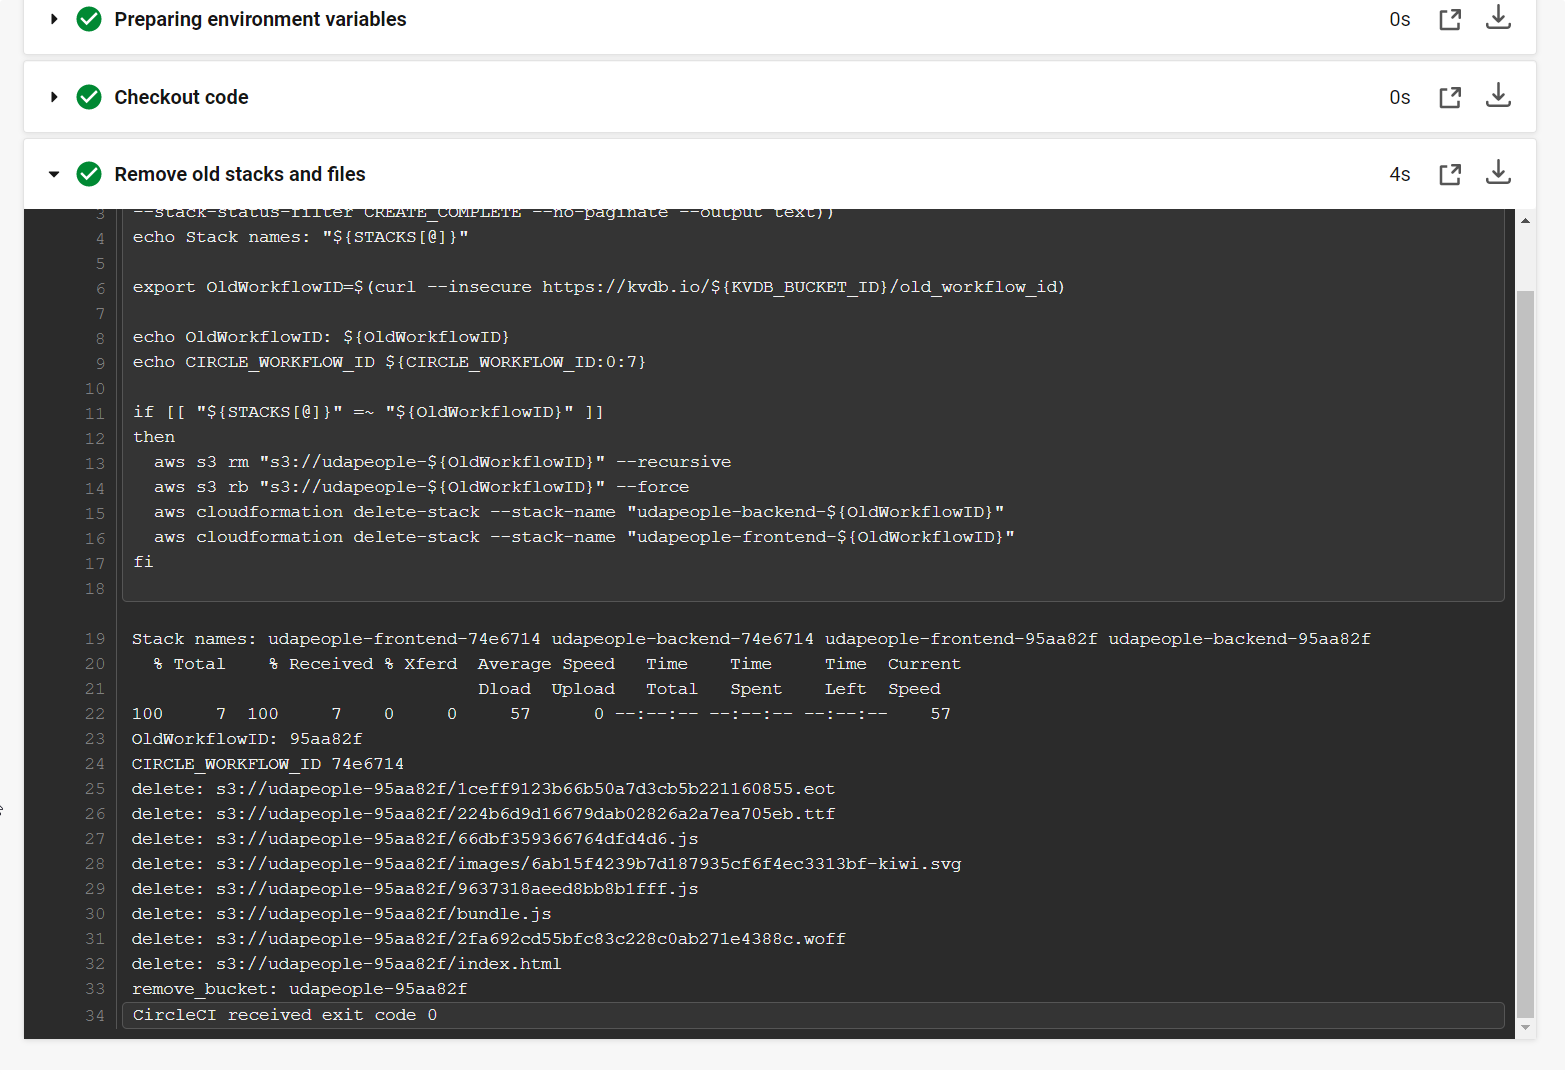 Preparing environment variables 0s
Checkout code 0s
Remove old stacks and files 4s
3 --stack-status-filter CREATE_COMPLETE --no-paginate --output text))
4 echo Stack names: "${STACKS[@]}"
5
6 export OldWorkflowID=$(curl --insecure https://kvdb.io/${KVDB_BUCKET_ID}/old_workflow_id)
7
8 echo OldWorkflowID: ${OldWorkflowID}
9 echo CIRCLE_WORKFLOW_ID ${CIRCLE_WORKFLOW_ID:0:7}
10
11 if [[ "${STACKS[@]}" =~ "${OldWorkflowID}" ]]
12 then
13   aws s3 rm "s3://udapeople-${OldWorkflowID}" --recursive
14   aws s3 rb "s3://udapeople-${OldWorkflowID}" --force
15   aws cloudformation delete-stack --stack-name "udapeople-backend-${OldWorkflowID}"
16   aws cloudformation delete-stack --stack-name "udapeople-frontend-${OldWorkflowID}"
17 fi
18
19 Stack names: udapeople-frontend-74e6714 udapeople-backend-74e6714 udapeople-frontend-95aa82f udapeople-backend-95aa82f
20   % Total    % Received % Xferd  Average Speed   Time    Time     Time  Current
21                                  Dload  Upload   Total   Spent    Left  Speed
22 100     7  100     7    0     0     57      0 --:--:-- --:--:-- --:--:--    57
23 OldWorkflowID: 95aa82f
24 CIRCLE_WORKFLOW_ID 74e6714
25 delete: s3://udapeople-95aa82f/1ceff9123b66b50a7d3cb5b221160855.eot
26 delete: s3://udapeople-95aa82f/224b6d9d16679dab02826a2a7ea705eb.ttf
27 delete: s3://udapeople-95aa82f/66dbf359366764dfd4d6.js
28 delete: s3://udapeople-95aa82f/images/6ab15f4239b7d187935cf6f4ec3313bf-kiwi.svg
29 delete: s3://udapeople-95aa82f/9637318aeed8bb8b1fff.js
30 delete: s3://udapeople-95aa82f/bundle.js
31 delete: s3://udapeople-95aa82f/2fa692cd55bfc83c228c0ab271e4388c.woff
32 delete: s3://udapeople-95aa82f/index.html
33 remove_bucket: udapeople-95aa82f
34 CircleCI received exit code 0